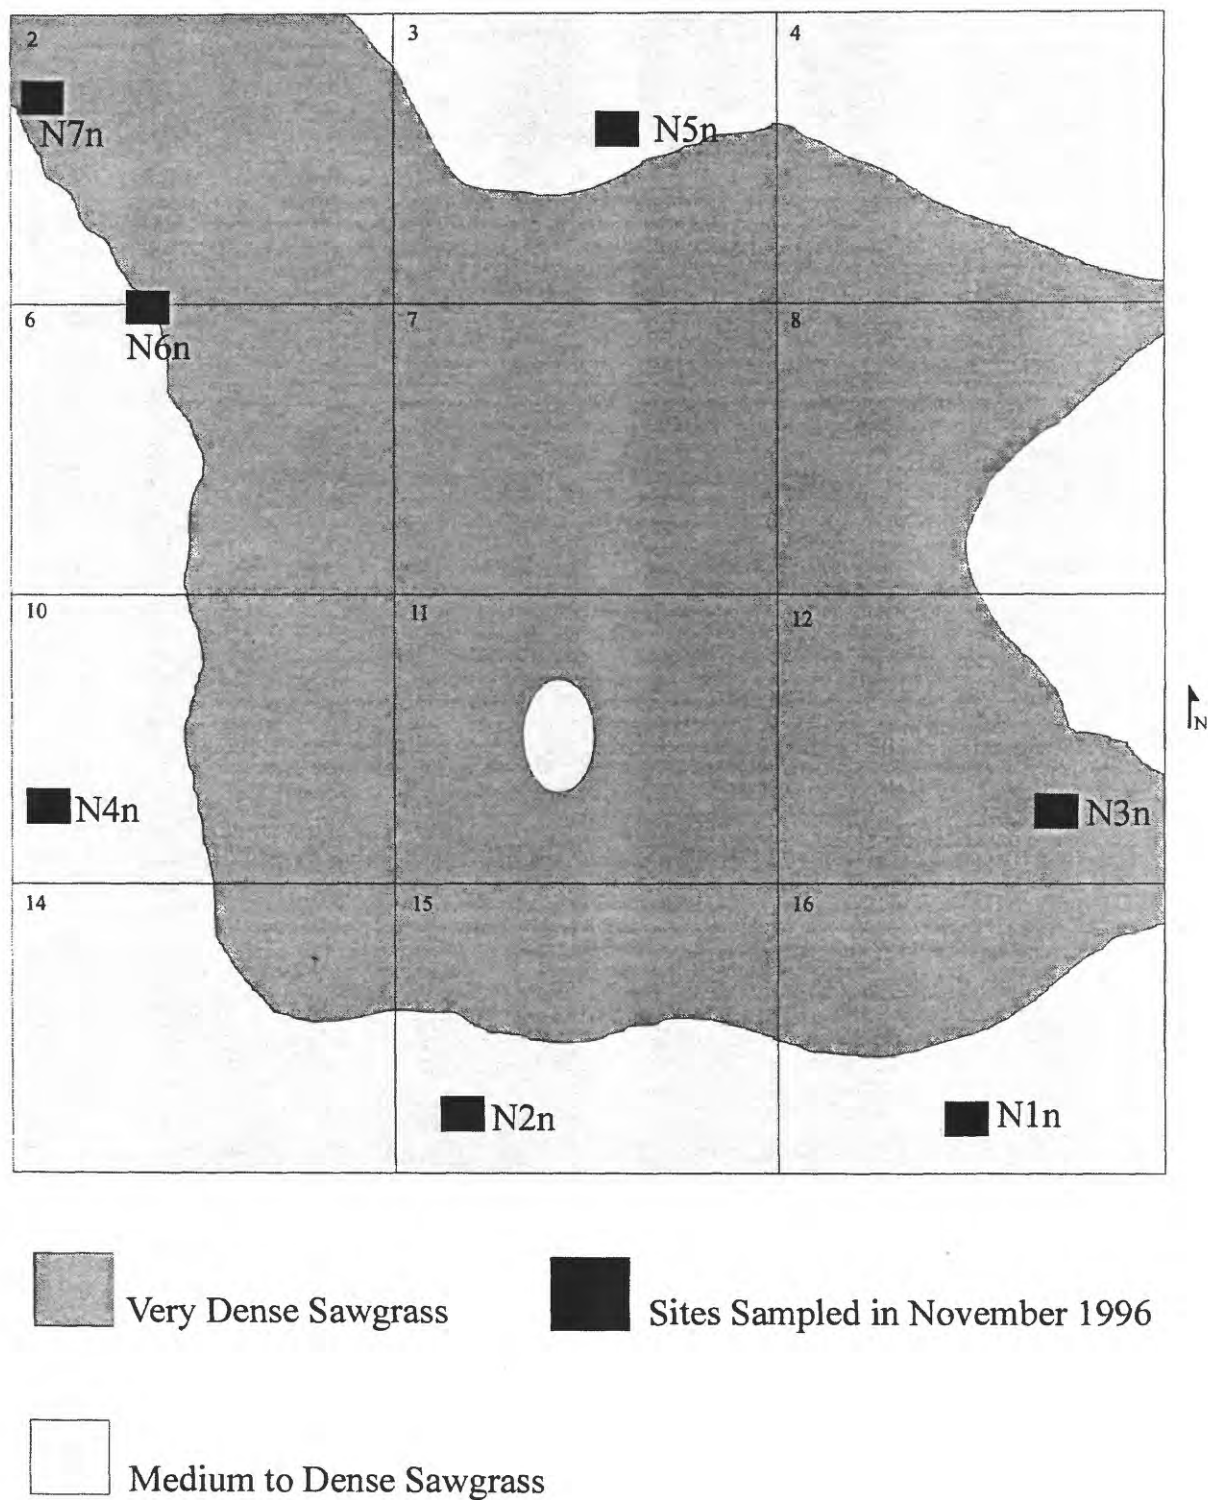 2
3
4
N7n
N5n
6
7
8
N6n
10
11
12
N
N4n
N3n
14
15
16
N2n
N1n
Very Dense Sawgrass
Sites Sampled in November 1996
Medium to Dense Sawgrass